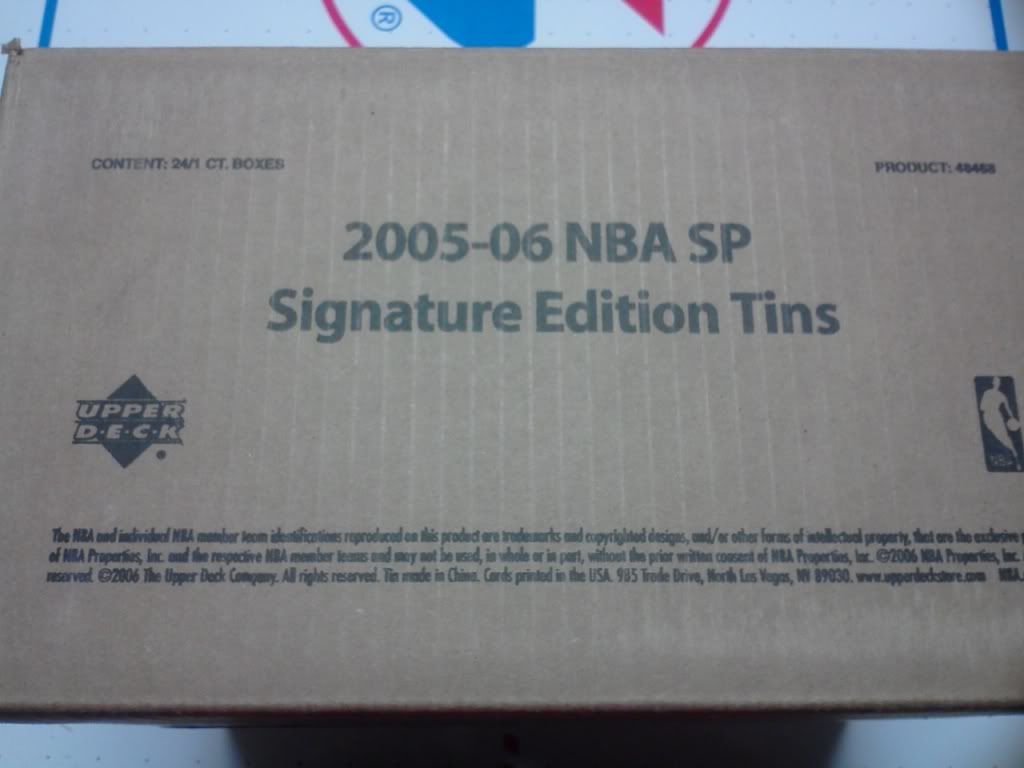 ®
CONTENT: 24/1 CT. BOXES
PRODUCT: 48468
2005-06 NBA SP
Signature Edition Tins
UPPER
D·E·C·K
NBA
The NBA and individual NBA member team identifications reproduced on this product are trademarks and copyrighted designs, and/or other forms of intellectual property, that are the exclusive
of NBA Properties, Inc. and the respective NBA member teams and may not be used, in whole or in part, without the prior written consent of NBA Properties, Inc. ©2006 NBA Properties, Inc.
reserved. ©2006 The Upper Deck Company. All rights reserved. Tin made in China. Cards printed in the USA. 985 Trade Drive, North Las Vegas, NV 89030. www.upperdeckstore.com NBA